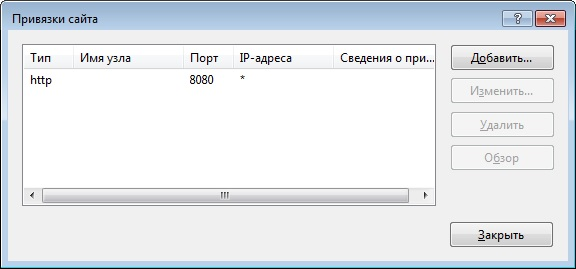 Привязки сайта
Тип Имя узла Порт IP-адреса Сведения о при...
http 8080 *
Добавить...
Изменить...
Удалить
Обзор
Закрыть